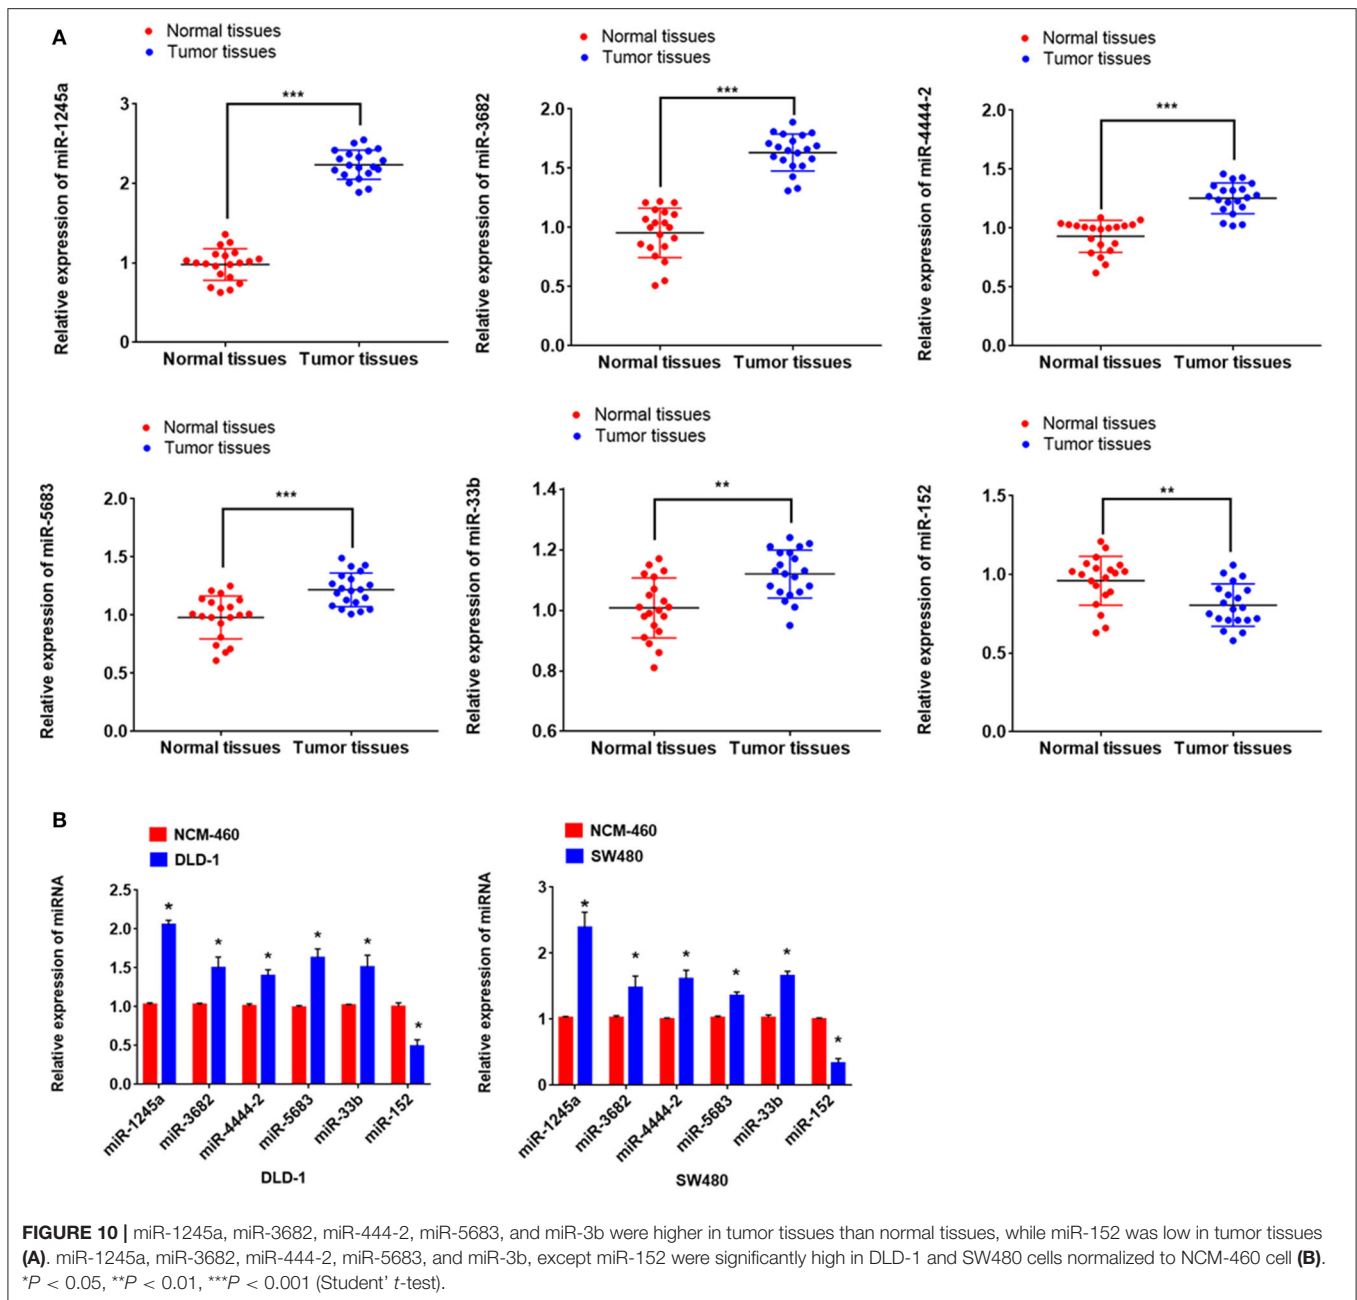 A
Normal tissues
Tumor tissues
Relative expression of miR-1245a
3
2
1
0
***
Normal tissues Tumor tissues
Normal tissues
Tumor tissues
Relative expression of miR-3682
2.0
1.5
1.0
0.5
0.0
***
Normal tissues Tumor tissues
Normal tissues
Tumor tissues
Relative expression of miR-4444-2
2.0
1.5
1.0
0.5
0.0
***
Normal tissues Tumor tissues
Normal tissues
Tumor tissues
Relative expression of miR-5683
2.0
1.5
1.0
0.5
0.0
***
Normal tissues Tumor tissues
Normal tissues
Tumor tissues
Relative expression of miR-33b
1.4
1.2
1.0
0.8
0.6
**
Normal tissues Tumor tissues
Normal tissues
Tumor tissues
Relative expression of miR-152
1.5
1.0
0.5
0.0
**
Normal tissues Tumor tissues
B
NCM-460
DLD-1
Relative expression of miRNA
2.5
2.0
1.5
1.0
0.5
0.0
* * * * * *
miR-1245a miR-3682 miR-4444-2 miR-5683 miR-33b miR-152
DLD-1
NCM-460
SW480
Relative expression of miRNA
3
2
1
0
* * * * * *
miR-1245a miR-3682 miR-4444-2 miR-5683 miR-33b miR-152
SW480
FIGURE 10 | miR-1245a, miR-3682, miR-444-2, miR-5683, and miR-3b were higher in tumor tissues than normal tissues, while miR-152 was low in tumor tissues
(A). miR-1245a, miR-3682, miR-444-2, miR-5683, and miR-3b, except miR-152 were significantly high in DLD-1 and SW480 cells normalized to NCM-460 cell (B).
*P < 0.05, **P < 0.01, ***P < 0.001 (Student' t-test).